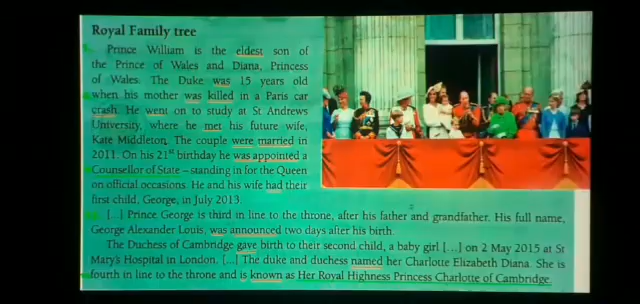 Royal Family tree
Prince William is the eldest son of
the Prince of Wales and Diana, Princess
of Wales. The Duke was 15 years old
when his mother was killed in a Paris car
crash. He went on to study at St Andrews
University, where he met his future wife,
Kate Middleton. The couple were married in
2011. On his 21st birthday he was appointed a
Counsellor of State – standing in for the Queen
on official occasions. He and his wife had their
first child, George, in July 2013.
[...] Prince George is third in line to the throne, after his father and grandfather. His full name,
George Alexander Louis, was announced two days after his birth.
The Duchess of Cambridge gave birth to their second child, a baby girl [...] on 2 May 2015 at St
Mary's Hospital in London. [...] The duke and duchess named her Charlotte Elizabeth Diana. She is
fourth in line to the throne and is known as Her Royal Highness Princess Charlotte of Cambridge.